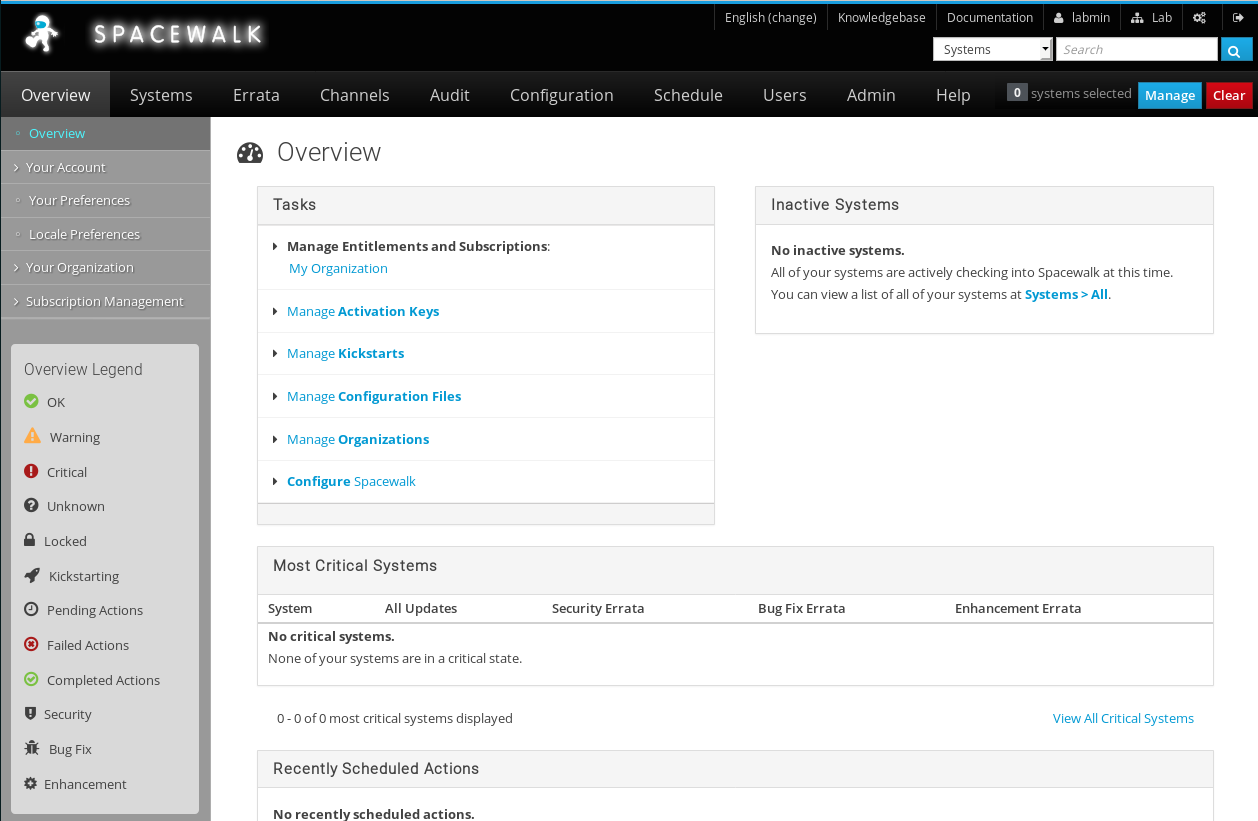 SPACEWALK
English (change)
Knowledgebase
Documentation
labmin
Lab
Systems
Search
Overview
Systems
Errata
Channels
Audit
Configuration
Schedule
Users
Admin
Help
0 systems selected
Manage
Clear
Overview
Your Account
Your Preferences
Locale Preferences
Your Organization
Subscription Management
Overview Legend
OK
Warning
Critical
Unknown
Locked
Kickstarting
Pending Actions
Failed Actions
Completed Actions
Security
Bug Fix
Enhancement
Overview
Tasks
Manage Entitlements and Subscriptions:
My Organization
Manage Activation Keys
Manage Kickstarts
Manage Configuration Files
Manage Organizations
Configure Spacewalk
Inactive Systems
No inactive systems.
All of your systems are actively checking into Spacewalk at this time.
You can view a list of all of your systems at Systems > All.
Most Critical Systems
System
All Updates
Security Errata
Bug Fix Errata
Enhancement Errata
No critical systems.
None of your systems are in a critical state.
0 - 0 of 0 most critical systems displayed
View All Critical Systems
Recently Scheduled Actions
No recently scheduled actions.